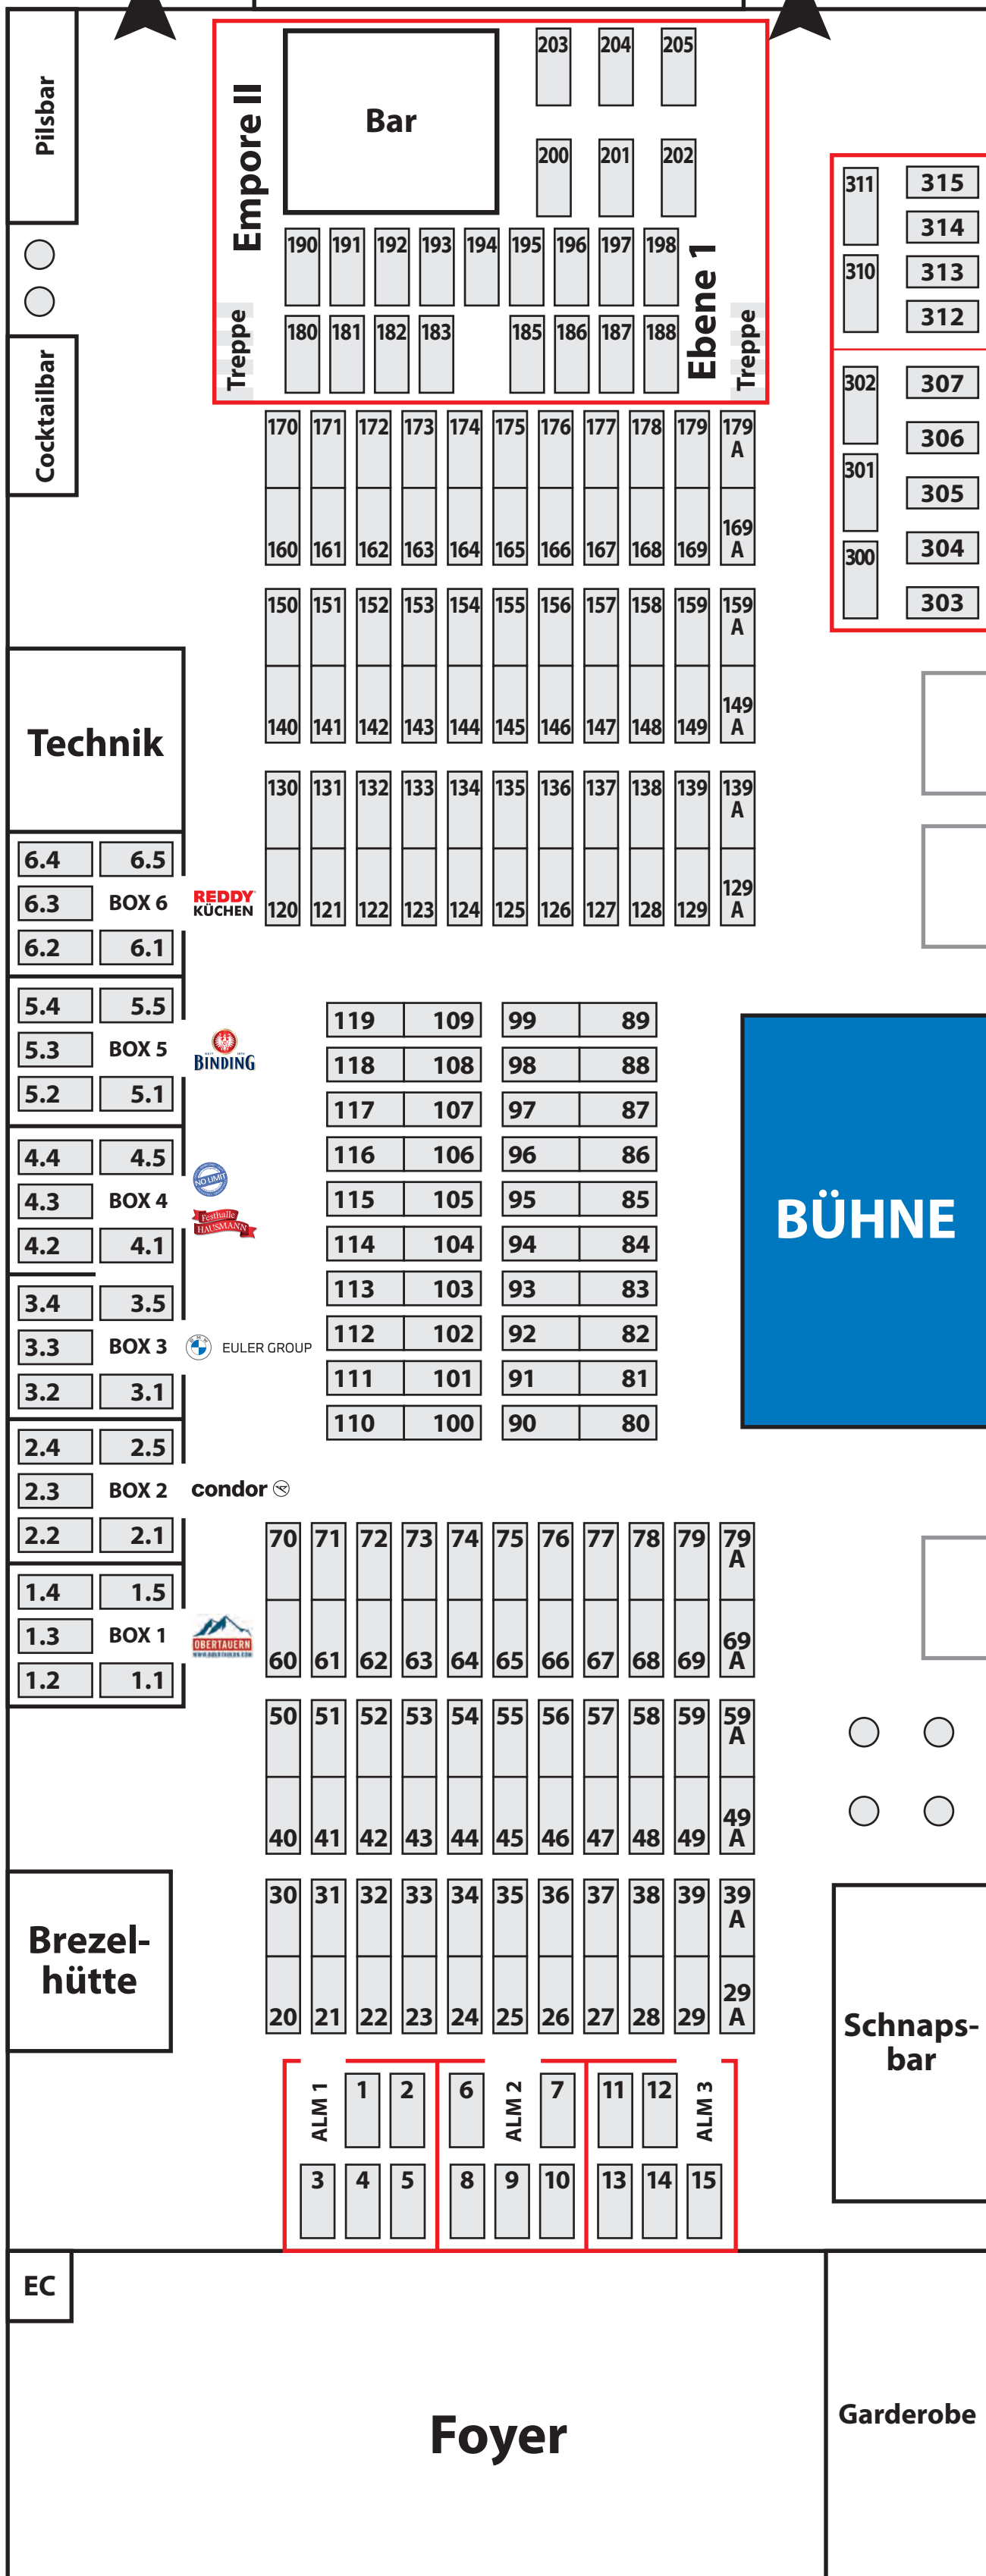 Pilsbar
Cocktailbar
Empore II
Bar
203 204 205
200 201 202
190 191 192 193 194 195 196 197 198
180 181 182 183 185 186 187 188
Ebene 1
Treppe
Treppe
311
310
315
314
313
312
302
301
300
307
306
305
304
303
170 171 172 173 174 175 176 177 178 179 179 A
160 161 162 163 164 165 166 167 168 169 169 A
150 151 152 153 154 155 156 157 158 159 159 A
140 141 142 143 144 145 146 147 148 149 149 A
130 131 132 133 134 135 136 137 138 139 139 A
120 121 122 123 124 125 126 127 128 129 129 A
Technik
6.4 6.5
6.3 BOX 6
6.2 6.1
REDDY
KÜCHEN
5.4 5.5
5.3 BOX 5
5.2 5.1
BINDING
4.4 4.5
4.3 BOX 4
4.2 4.1
NO LIMIT
Festhalle
HAUSMANN
3.4 3.5
3.3 BOX 3
3.2 3.1
EULER GROUP
2.4 2.5
2.3 BOX 2
2.2 2.1
condor
1.4 1.5
1.3 BOX 1
1.2 1.1
OBERTAUERN
WWW.OBERTAUERN.COM
119 109 99 89
118 108 98 88
117 107 97 87
116 106 96 86
115 105 95 85
114 104 94 84
113 103 93 83
112 102 92 82
111 101 91 81
110 100 90 80
BÜHNE
70 71 72 73 74 75 76 77 78 79 79 A
60 61 62 63 64 65 66 67 68 69 69 A
50 51 52 53 54 55 56 57 58 59 59 A
40 41 42 43 44 45 46 47 48 49 49 A
30 31 32 33 34 35 36 37 38 39 39 A
20 21 22 23 24 25 26 27 28 29 29 A
Brezel-
hütte
Schnaps-
bar
ALM 1 1 2 6 ALM 2 7 11 12 ALM 3
3 4 5 8 9 10 13 14 15
EC
Foyer
Garderobe